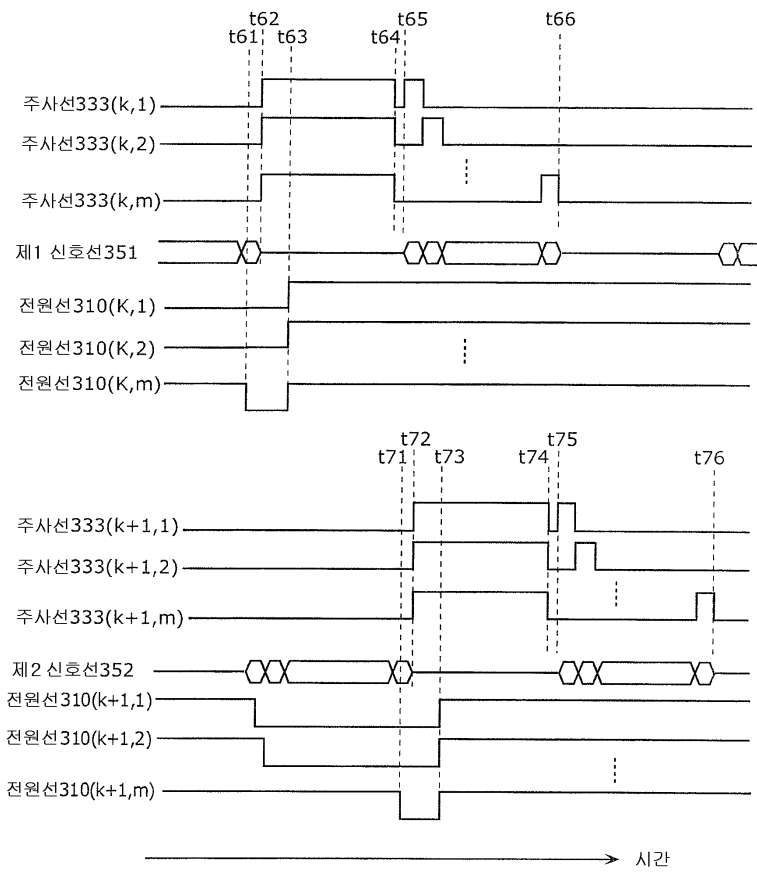 t62
t65
t66
t61
t63
t64
주사선333(k,1)
주사선333(k,2)
주사선333(k,m)
제1 신호선351
전원선310(K,1)
전원선310(K,2)
전원선310(K,m)
t72
t75
t71
t73
t74
t76
주사선333(k+1,1)
주사선333(k+1,2)
주사선333(k+1,m)
제2 신호선352
전원선310(k+1,1)
전원선310(k+1,2)
전원선310(k+1,m)
시간